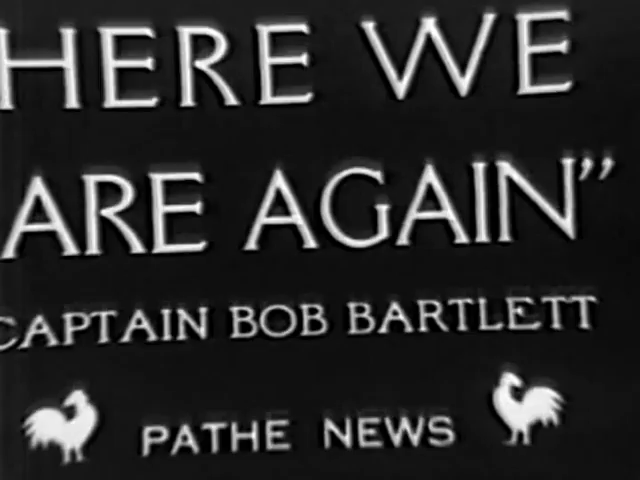 HERE WE
ARE AGAIN”
CAPTAIN BOB BARTLETT
PATHE NEWS